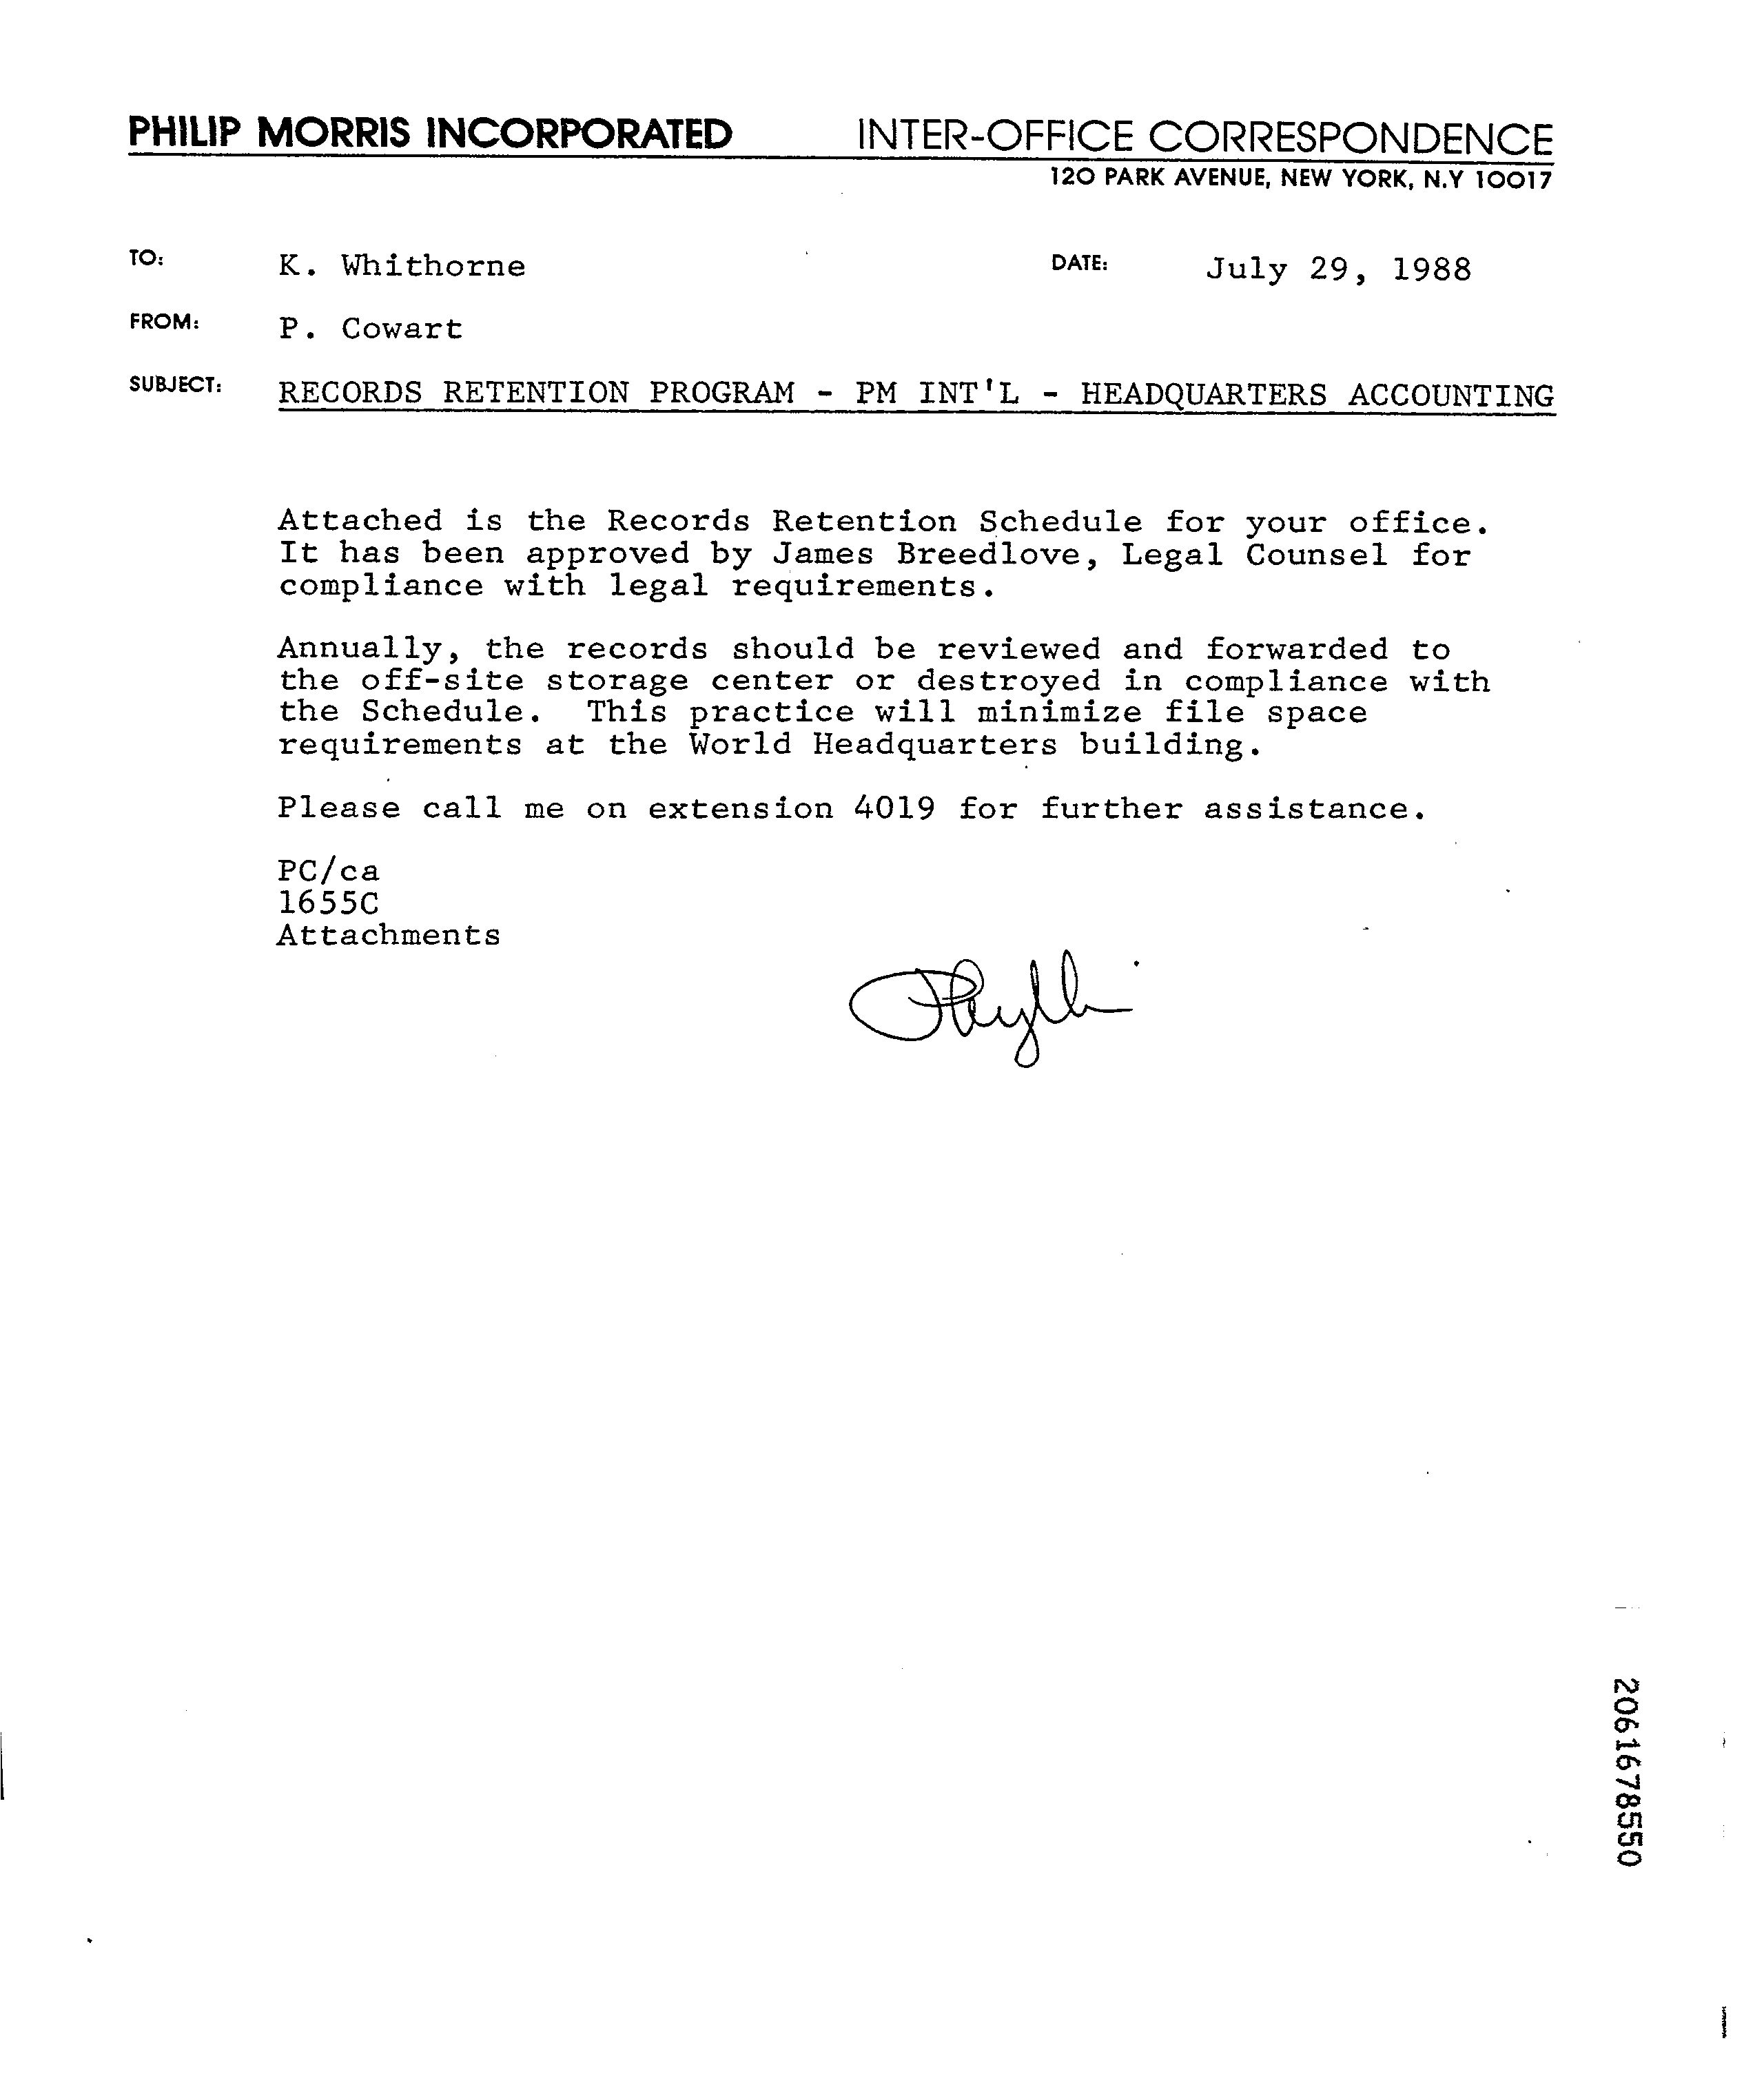 PHILIP MORRIS INCORPORATED INTER-OFFICE CORRESPONDENCE
120 PARK AVENUE, NEW YORK, N.Y 10017
TO: K. Whithorne DATE: July 29, 1988
FROM: P. Cowart
SUBJECT: RECORDS RETENTION PROGRAM - PM INT'L - HEADQUARTERS ACCOUNTING
Attached is the Records Retention Schedule for your office.
It has been approved by James Breedlove, Legal Counsel for
compliance with legal requirements.
Annually, the records should be reviewed and forwarded to
the off-site storage center or destroyed in compliance with
the Schedule.  This practice will minimize file space
requirements at the World Headquarters building.
Please call me on extension 4019 for further assistance.
PC/ca
1655C
Attachments
2061678550